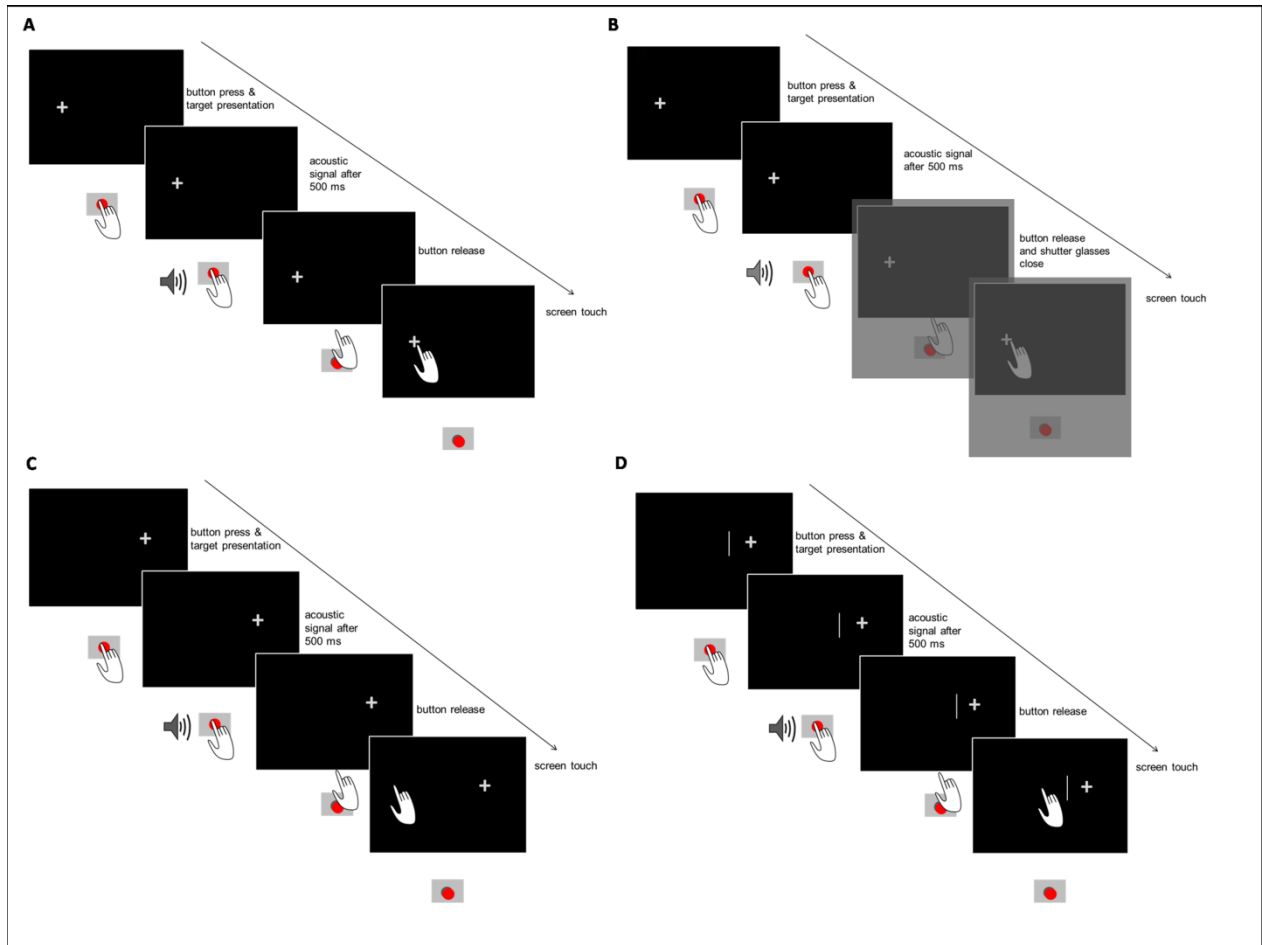 A
button press &
target presentation
acoustic
signal after
500 ms
button release
screen touch
B
button press &
target presentation
acoustic signal
after 500 ms
button release
and shutter glasses
close
screen touch
C
button press &
target presentation
acoustic
signal after
500 ms
button release
screen touch
D
button press &
target presentation
acoustic
signal after
500 ms
button release
screen touch